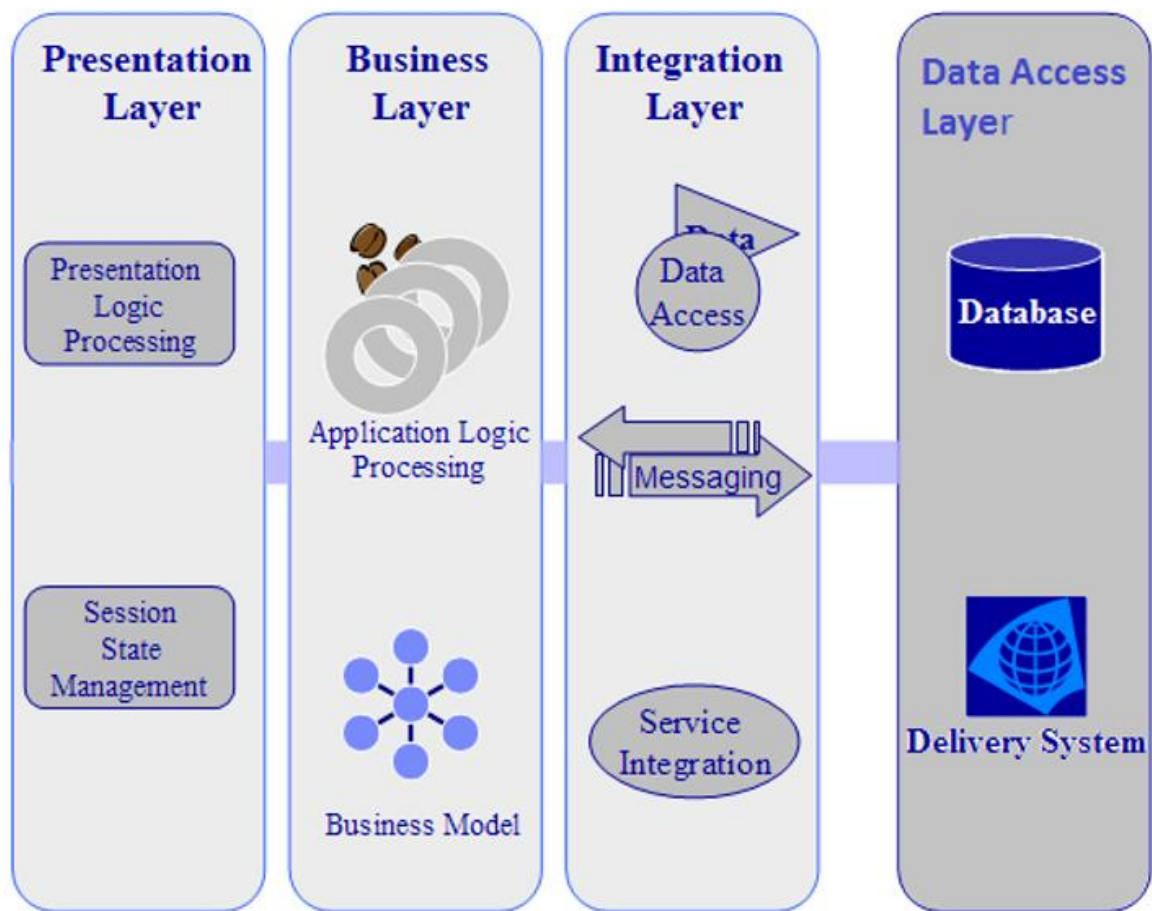 Presentation
Layer
Presentation
Logic
Processing
Session
State
Management
Business
Layer
Application Logic
Processing
Business Model
Integration
Layer
Data
Data
Access
Messaging
Service
Integration
Data Access
Layer
Database
Delivery System